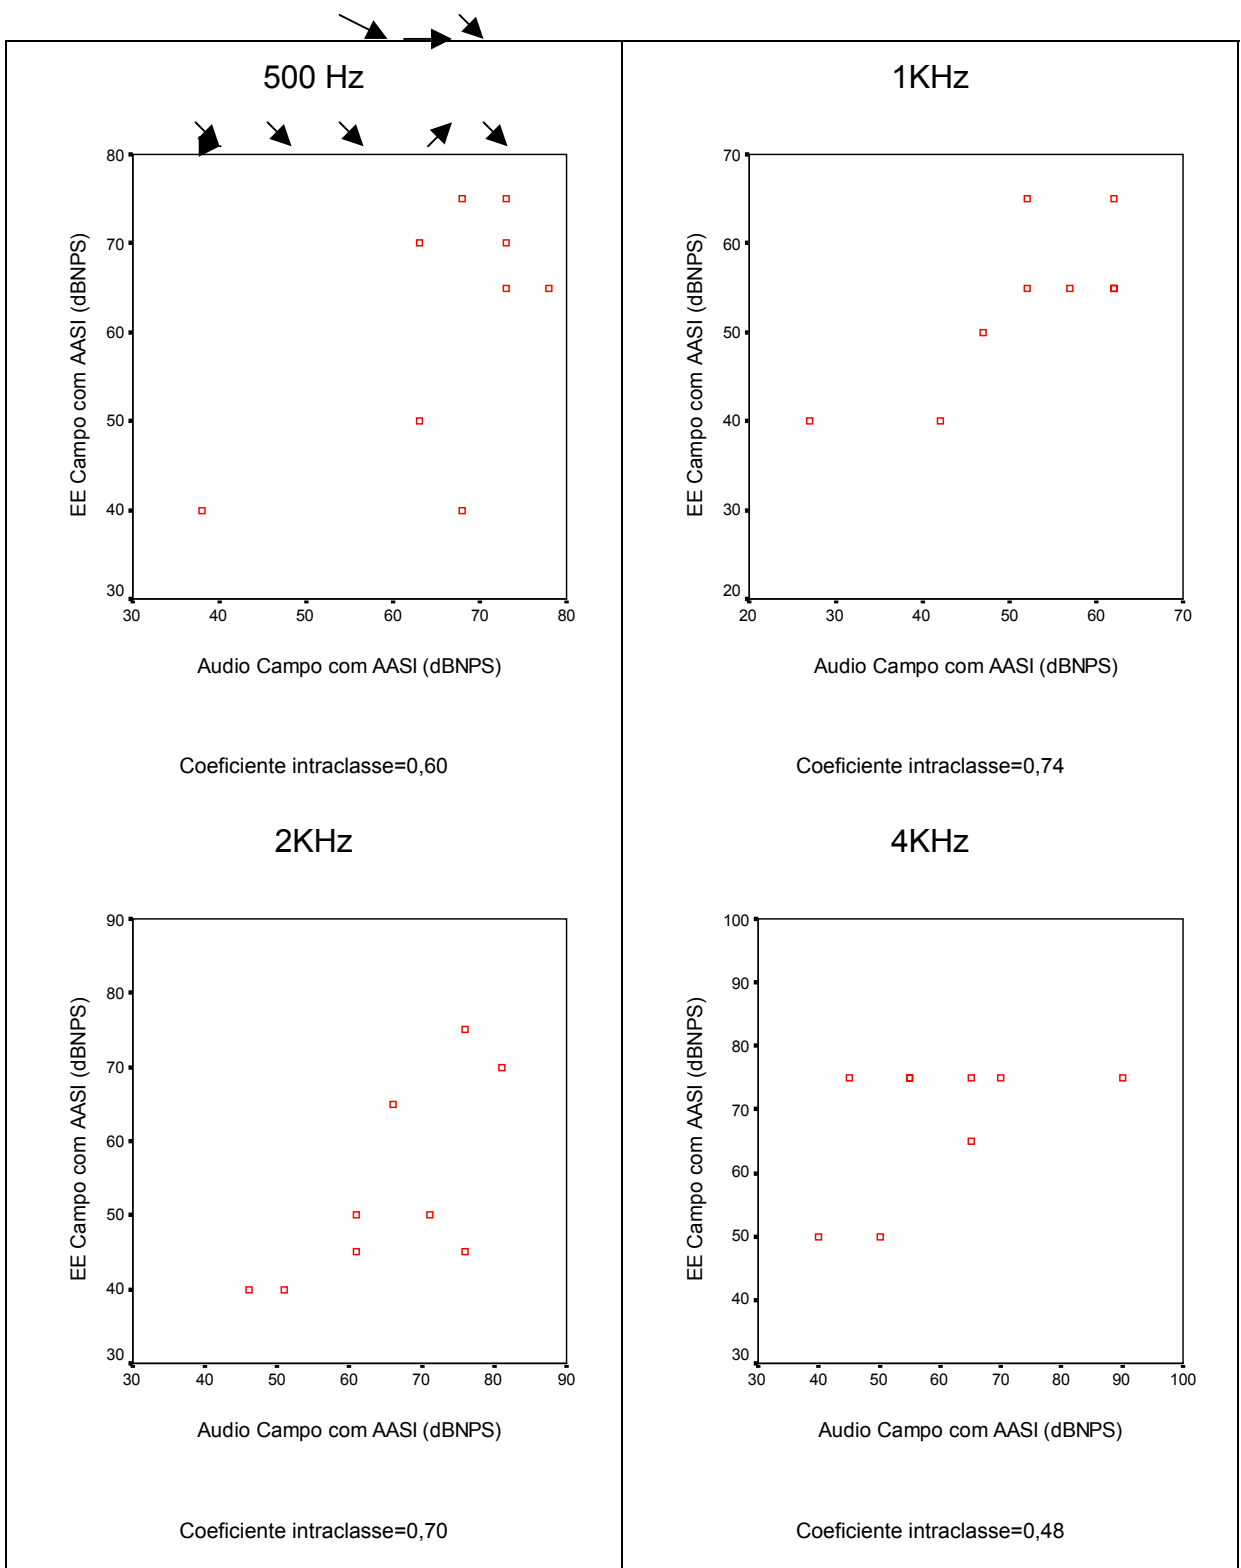 500 Hz
80
70
60
50
40
30
30 40 50 60 70 80
EE Campo com AASI (dBNPS)
Audio Campo com AASI (dBNPS)
Coeficiente intraclasse=0,60
1KHz
70
60
50
40
30
20
20 30 40 50 60 70
EE Campo com AASI (dBNPS)
Audio Campo com AASI (dBNPS)
Coeficiente intraclasse=0,74
2KHz
90
80
70
60
50
40
30
30 40 50 60 70 80 90
EE Campo com AASI (dBNPS)
Audio Campo com AASI (dBNPS)
Coeficiente intraclasse=0,70
4KHz
100
90
80
70
60
50
40
30
30 40 50 60 70 80 90 100
EE Campo com AASI (dBNPS)
Audio Campo com AASI (dBNPS)
Coeficiente intraclasse=0,48